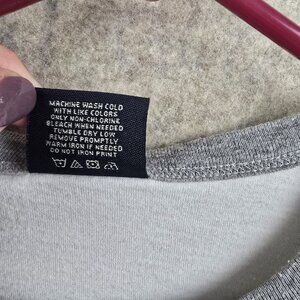 MACHINE WASH COLD
WITH LIKE COLORS
ONLY NON-CHLORINE
BLEACH WHEN NEEDED
TUMBLE DRY LOW
REMOVE PROMPTLY
WARM IRON IF NEEDED
DO NOT IRON PRINT